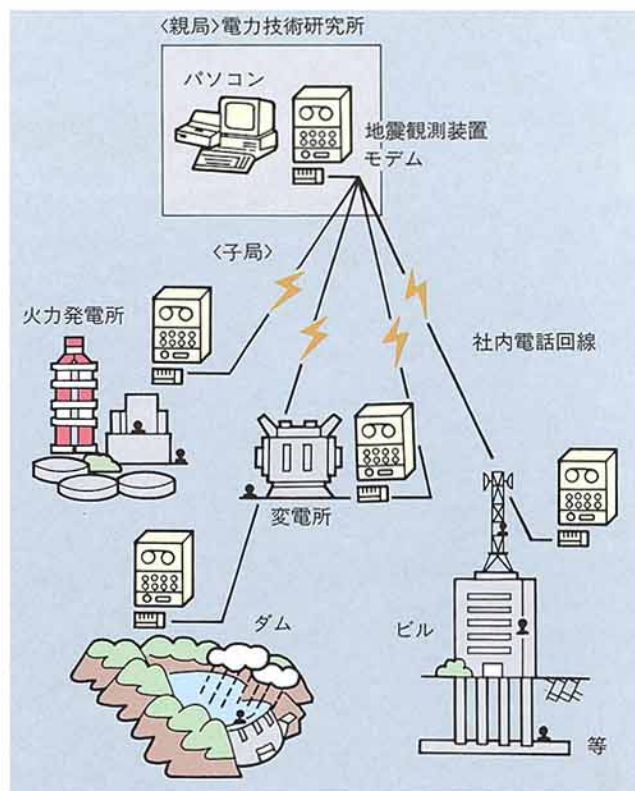 〈親局〉電力技術研究所
パソコン
地震観測装置
モデム
〈子局〉
火力発電所
社内電話回線
変電所
ダム
ビル
等